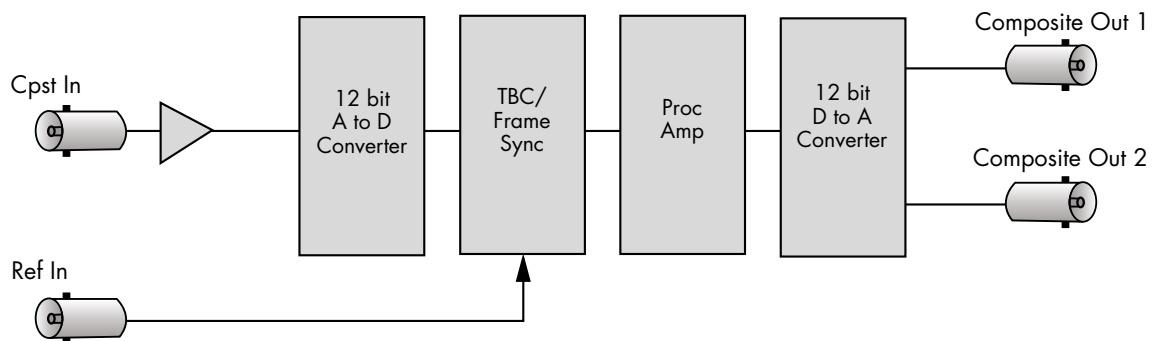 Composite Out 1
Cpst In
12 bit
A to D
Converter
TBC/
Frame
Sync
Proc
Amp
12 bit
D to A
Converter
Composite Out 2
Ref In